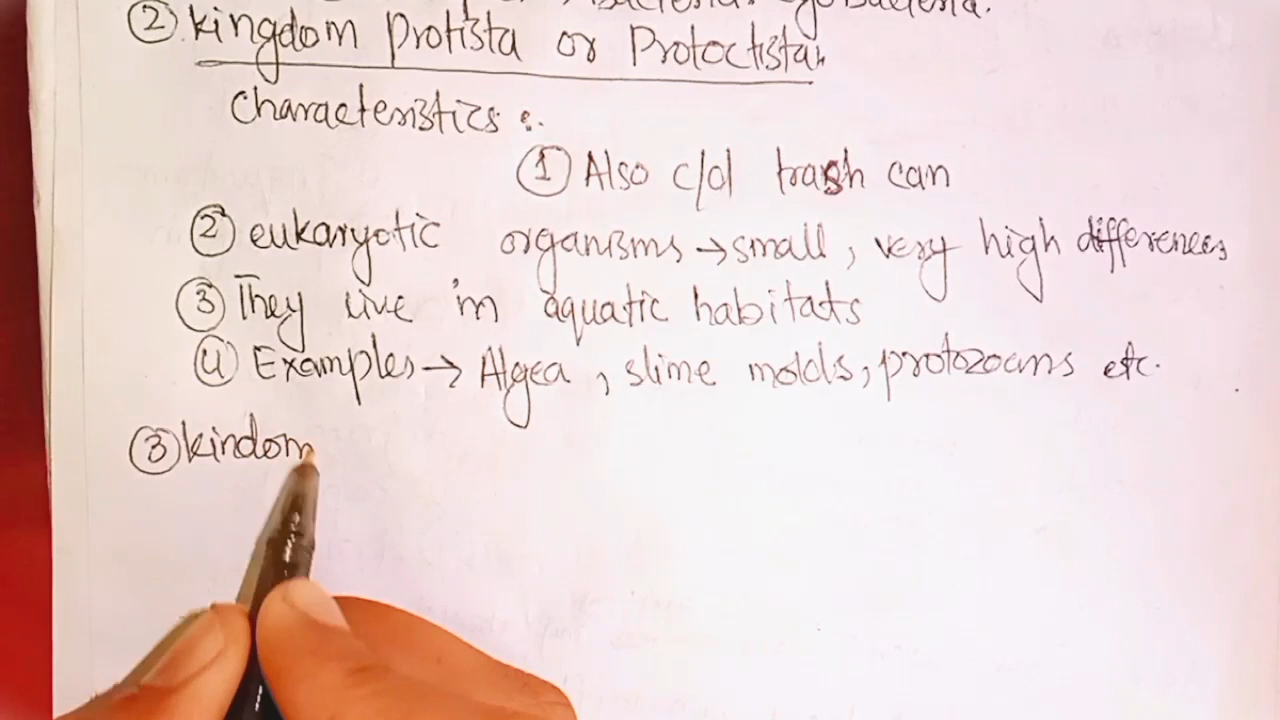 ② kingdom Protista or Protoctista
characteristics :
① Also c/d trash can
② eukaryotic organisms → small, very high differences
③ They live in aquatic habitats
④ Examples → Algea, slime molds, protozoans etc.
③ kindom